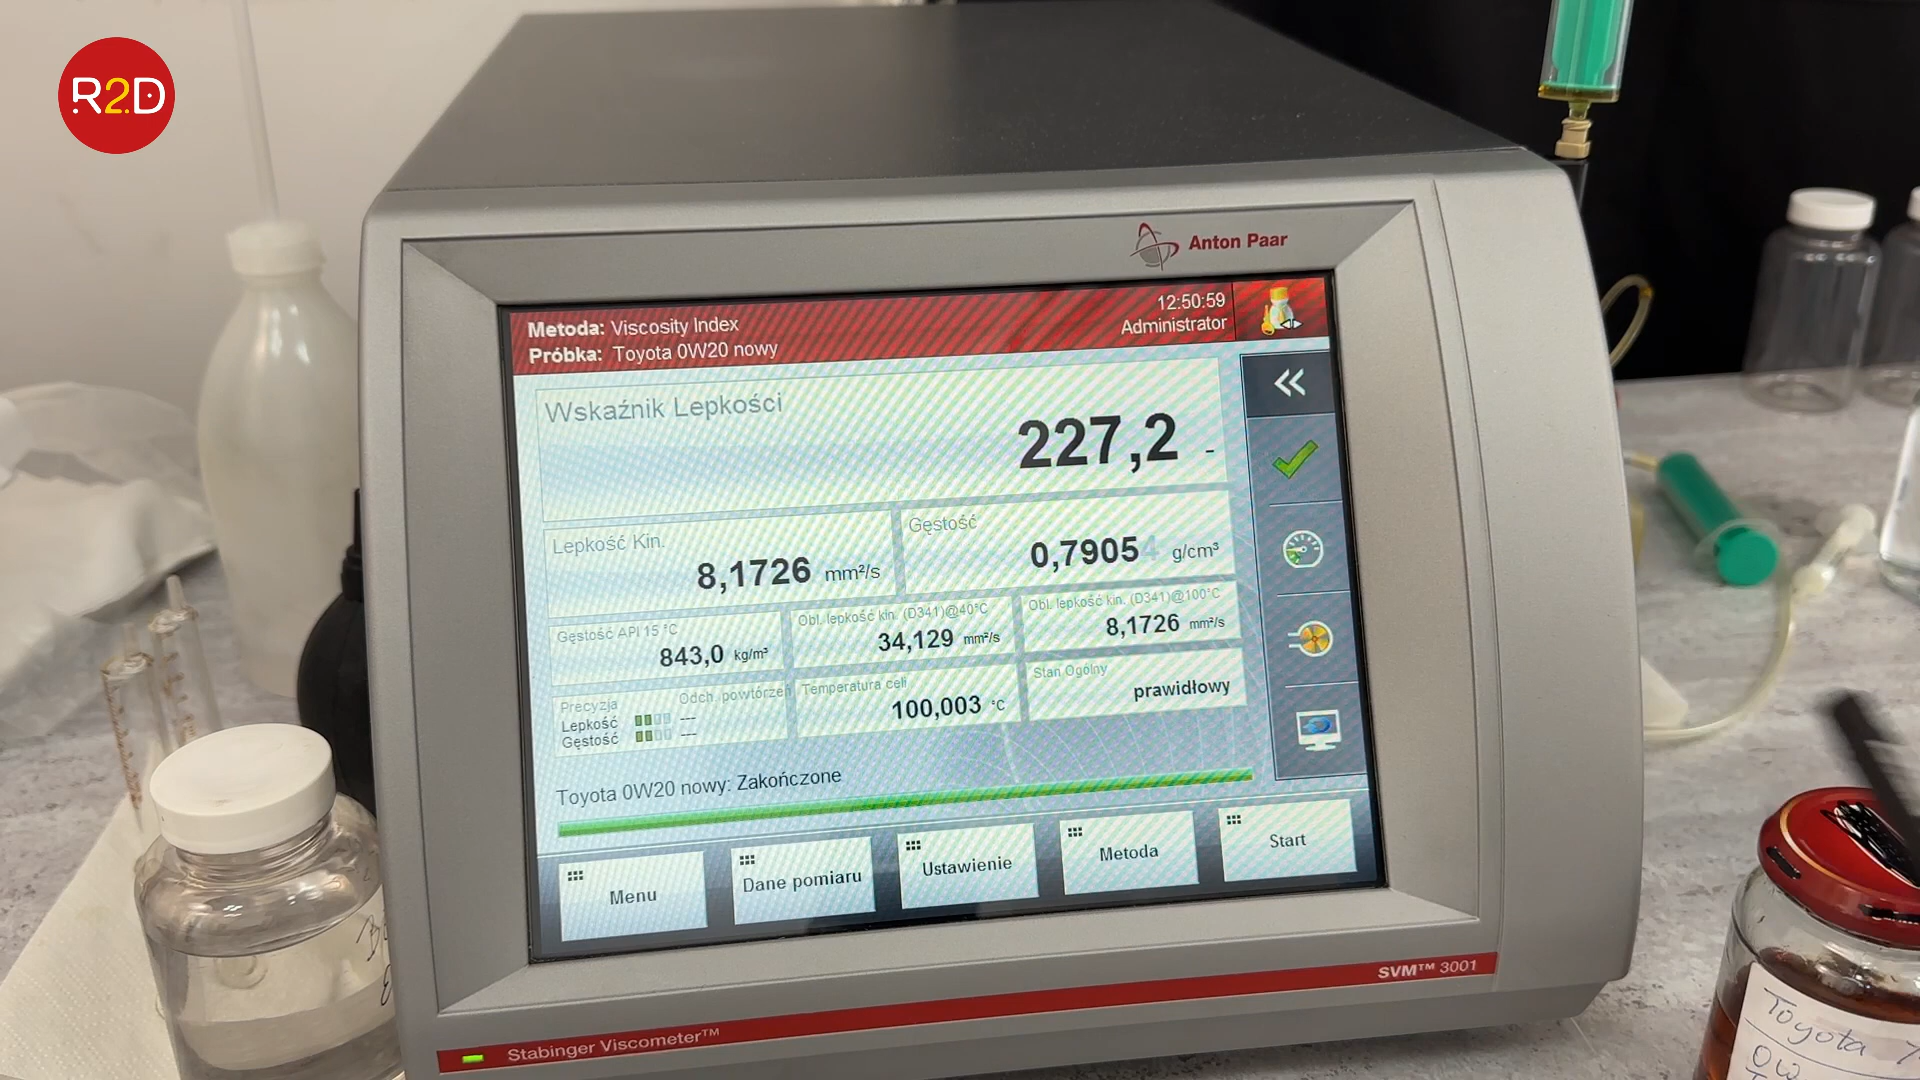 R2D
Anton Paar
Metoda: Viscosity Index
Próbka: Toyota 0W20 nowy
12:50:59
Administrator
Wskaźnik Lepkości
227,2 -
Lepkość Kin.
8,1726 mm²/s
Gęstość
0,7905 g/cm³
Gęstość API 15 °C
843,0 kg/m³
Obl. lepkość kin. (D341)@40°C
34,129 mm²/s
Obl. lepkość kin. (D341)@100°C
8,1726 mm²/s
Precyzja Odch. powtórzeń
Lepkość ---
Gęstość ---
Temperatura celi
100,003 °C
Stan Ogólny
prawidłowy
Toyota 0W20 nowy: Zakończone
Menu
Dane pomiaru
Ustawienie
Metoda
Start
SVM™ 3001
Stabinger Viscometer™
Toyota
0W